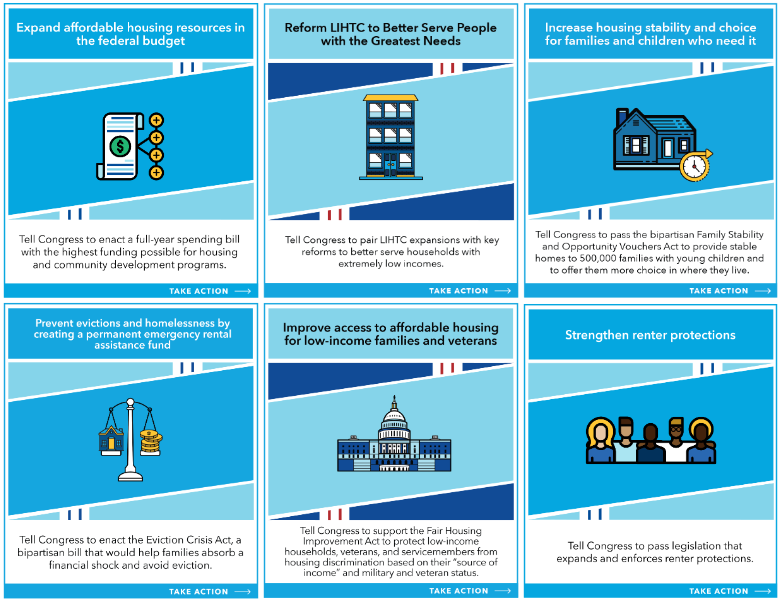 Expand affordable housing resources in
the federal budget
$
Tell Congress to enact a full-year spending bill
with the highest funding possible for housing
and community development programs.
TAKE ACTION
Reform LIHTC to Better Serve People
with the Greatest Needs
Tell Congress to pair LIHTC expansions with key
reforms to better serve households with
extremely low incomes.
TAKE ACTION
Increase housing stability and choice
for families and children who need it
Tell Congress to pass the bipartisan Family Stability
and Opportunity Vouchers Act to provide stable
homes to 500,000 families with young children and
to offer them more choice in where they live.
TAKE ACTION
Prevent evictions and homelessness by
creating a permanent emergency rental
assistance fund
Tell Congress to enact the Eviction Crisis Act, a
bipartisan bill that would help families absorb a
financial shock and avoid eviction.
TAKE ACTION
Improve access to affordable housing
for low-income families and veterans
Tell Congress to support the Fair Housing
Improvement Act to protect low-income
households, veterans, and servicemembers from
housing discrimination based on their "source of
income" and military and veteran status.
TAKE ACTION
Strengthen renter protections
Tell Congress to pass legislation that
expands and enforces renter protections.
TAKE ACTION